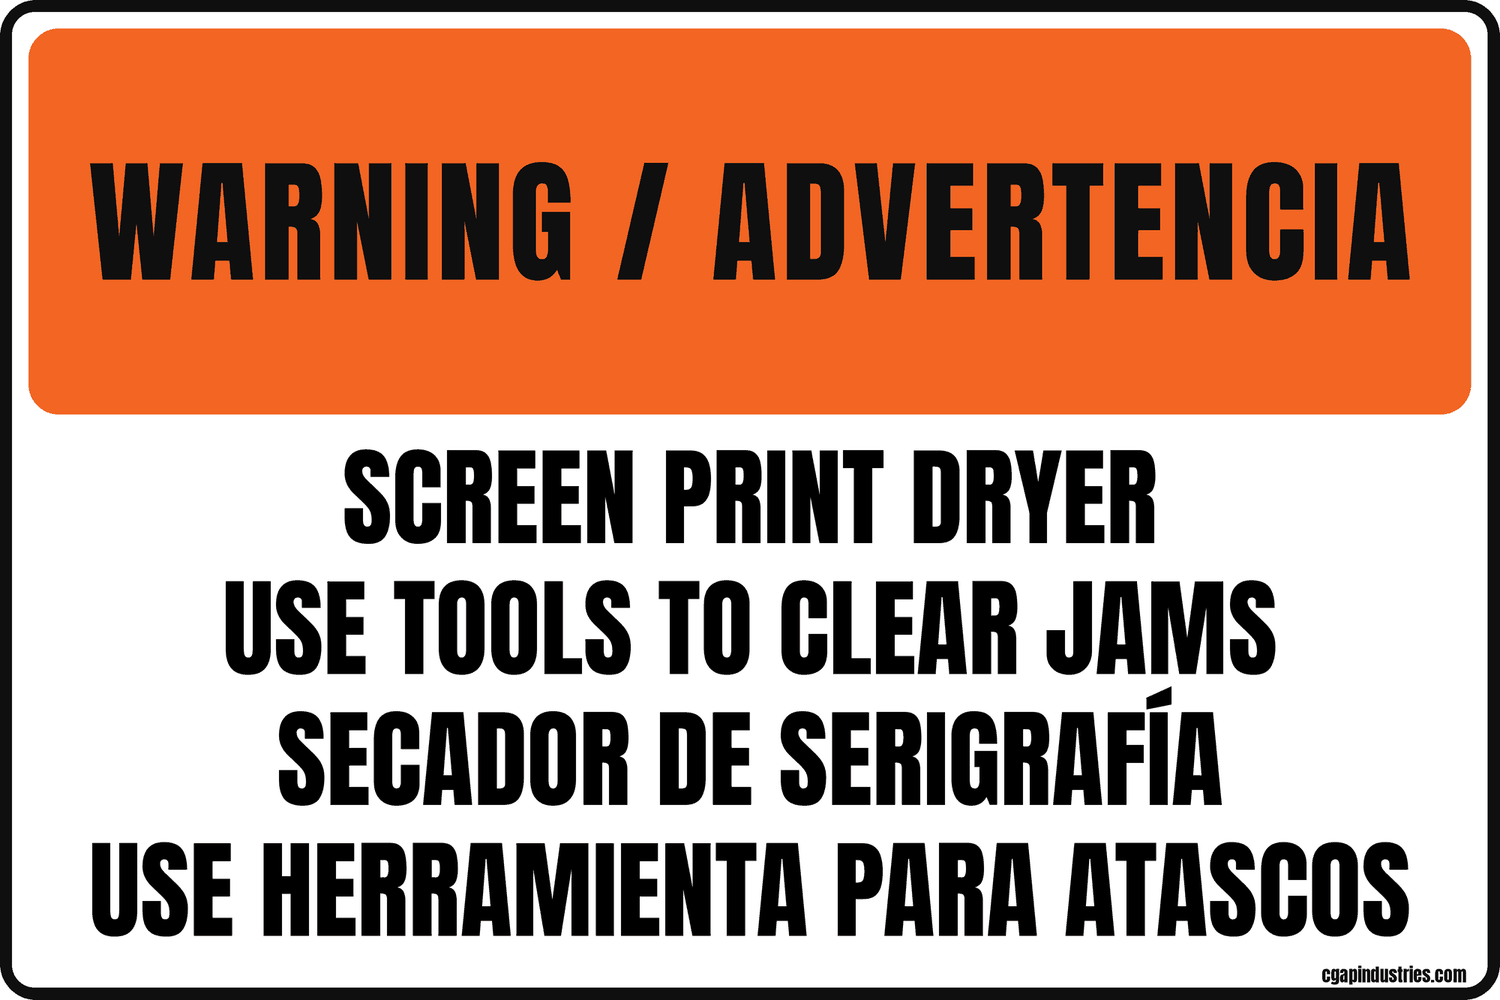 WARNING / ADVERTENCIA
SCREEN PRINT DRYER
USE TOOLS TO CLEAR JAMS
SECADOR DE SERIGRAFÍA
USE HERRAMIENTA PARA ATASCOS
cgapindustries.com